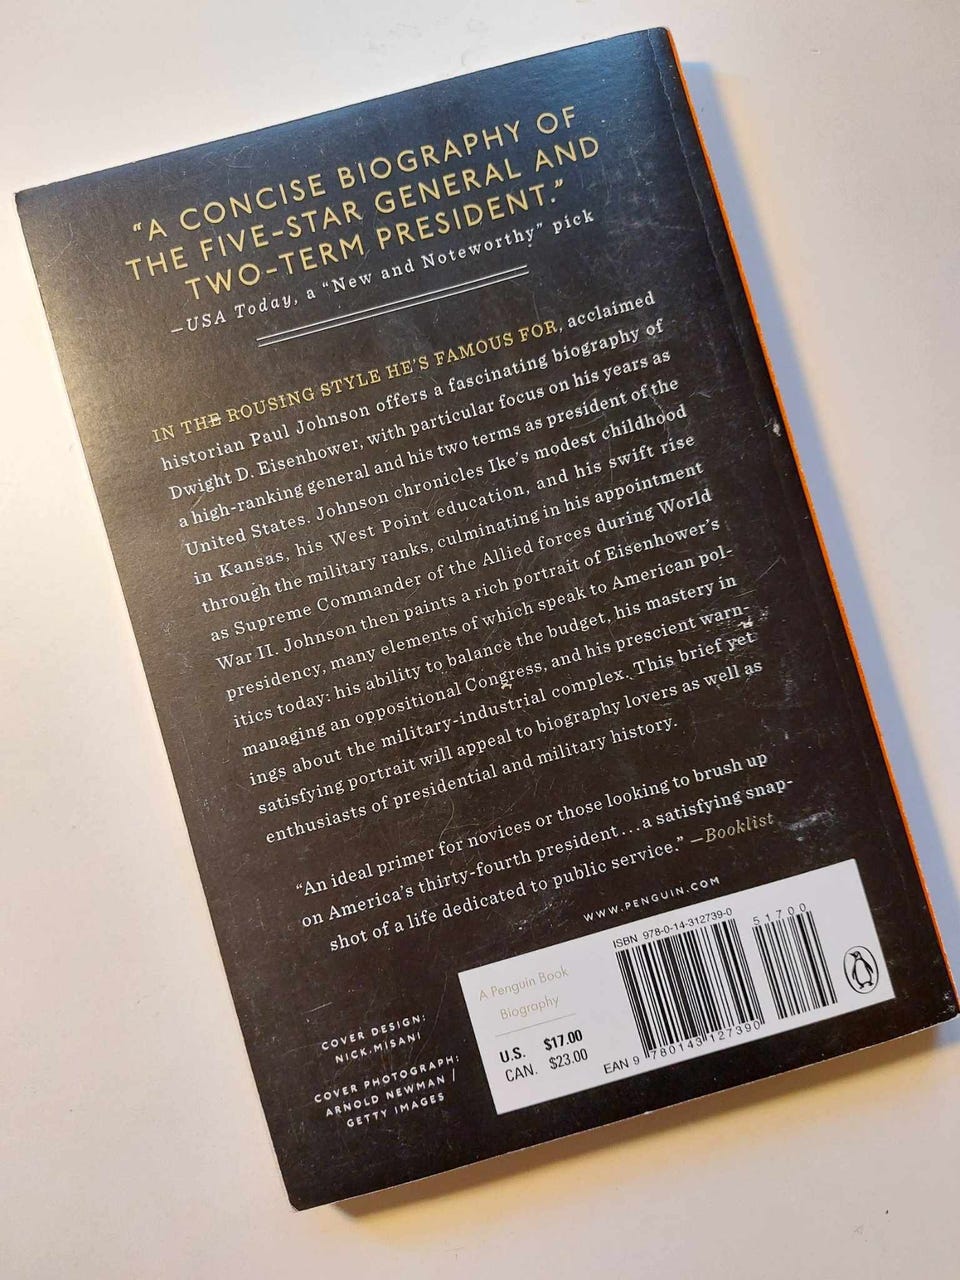 "A CONCISE BIOGRAPHY OF
THE FIVE-STAR GENERAL AND
TWO-TERM PRESIDENT."
—USA Today, a "New and Noteworthy" pick
IN THE ROUSING STYLE HE'S FAMOUS FOR, acclaimed
historian Paul Johnson offers a fascinating biography of
Dwight D. Eisenhower, with particular focus on his years as
a high-ranking general and his two terms as president of the
United States. Johnson chronicles Ike's modest childhood
in Kansas, his West Point education, and his swift rise
through the military ranks, culminating in his appointment
as Supreme Commander of the Allied forces during World
War II. Johnson then paints a rich portrait of Eisenhower's
presidency, many elements of which speak to American pol-
itics today: his ability to balance the budget, his mastery in
managing an oppositional Congress, and his prescient warn-
ings about the military-industrial complex. This brief yet
satisfying portrait will appeal to biography lovers as well as
enthusiasts of presidential and military history.
"An ideal primer for novices or those looking to brush up
on America's thirty-fourth president...a satisfying snap-
shot of a life dedicated to public service." —Booklist
WWW.PENGUIN.COM
COVER DESIGN:
NICK MISANI
COVER PHOTOGRAPH:
ARNOLD NEWMAN /
GETTY IMAGES
A Penguin Book
Biography
U.S. $17.00
CAN. $23.00
ISBN 978-0-14-312739-0
51700
EAN 9 780143 127390